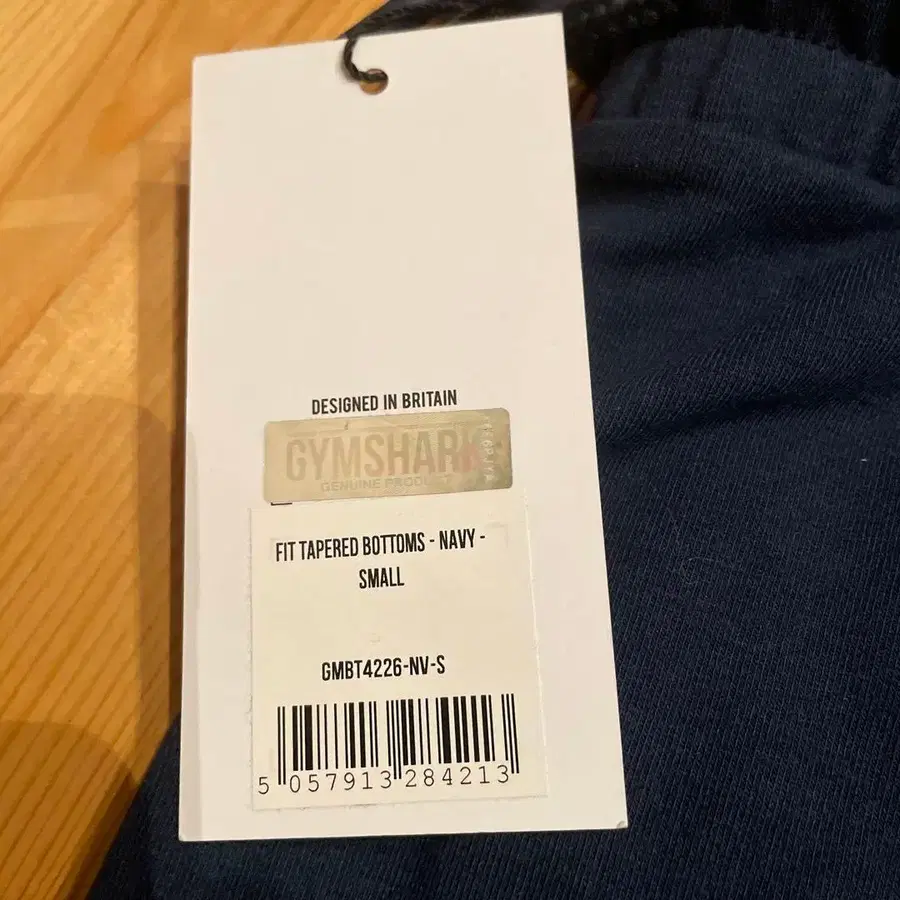 DESIGNED IN BRITAIN
GYMSHARK
GENUINE PRODUCT
FIT TAPERED BOTTOMS - NAVY -
SMALL
GMBT4226-NV-S
5 057913 284213